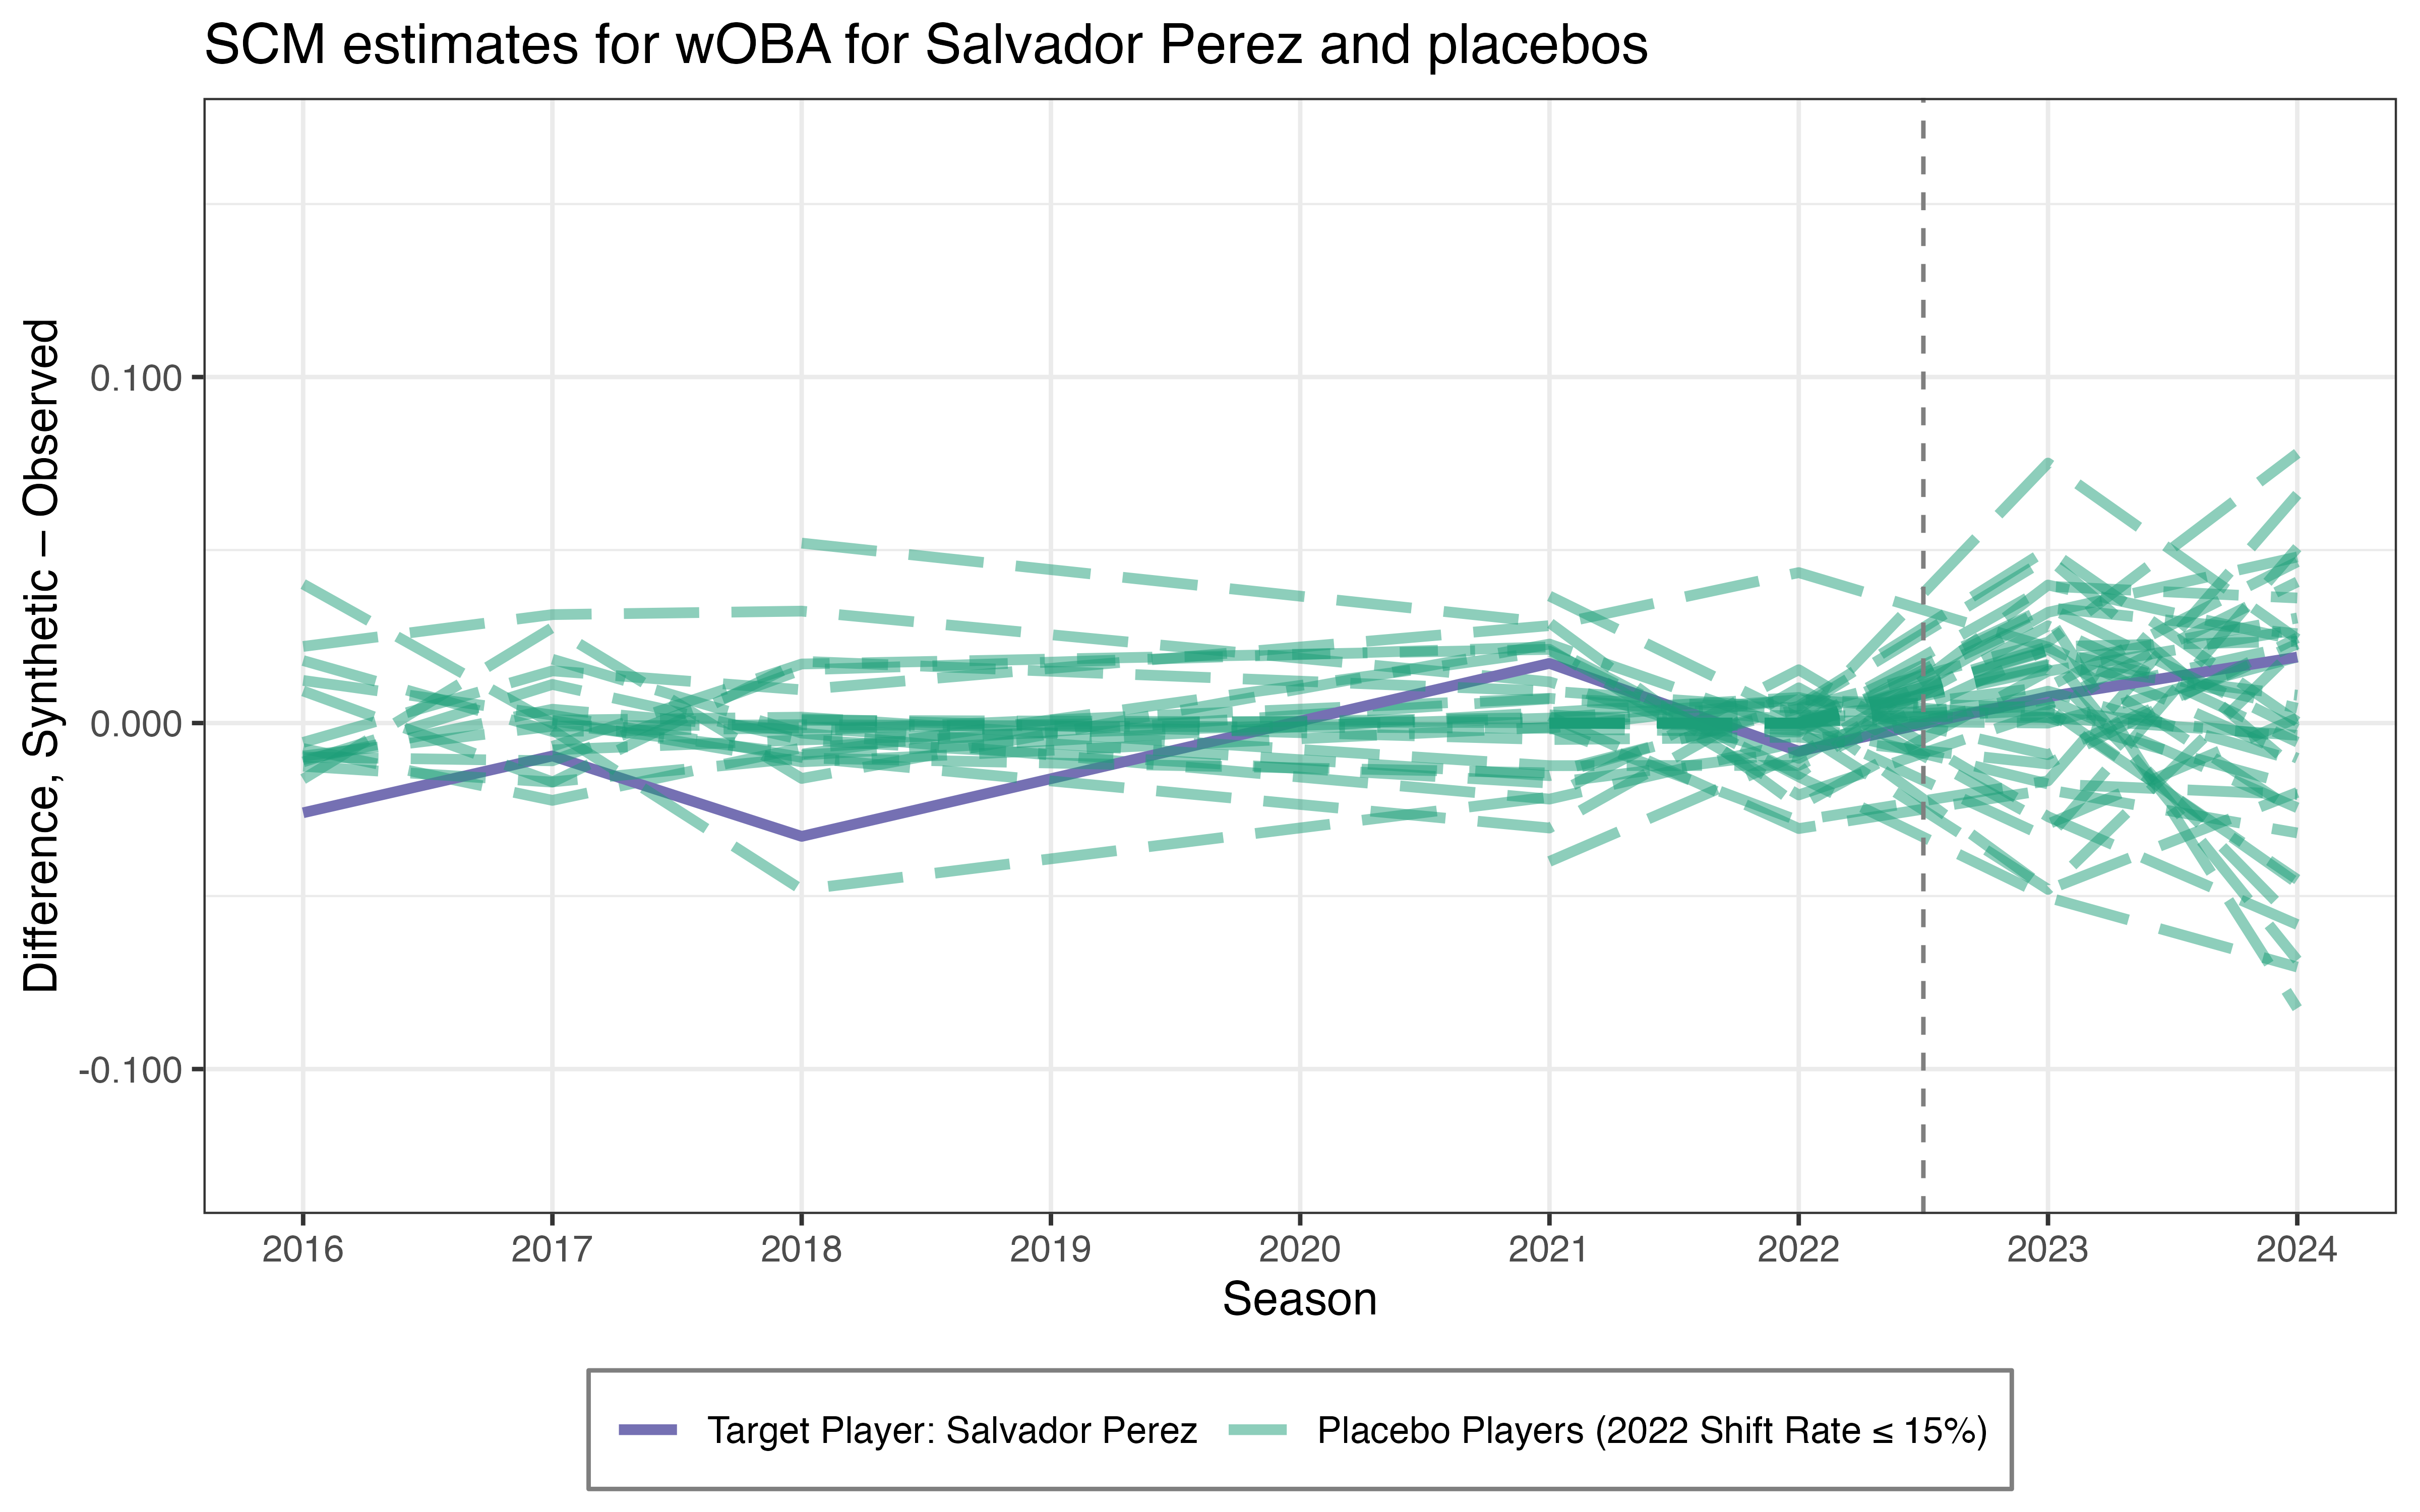 SCM estimates for wOBA for Salvador Perez and placebos
Difference, Synthetic – Observed
0.100
0.000
-0.100
2016 2017 2018 2019 2020 2021 2022 2023 2024
Season
Target Player: Salvador Perez Placebo Players (2022 Shift Rate ≤ 15%)